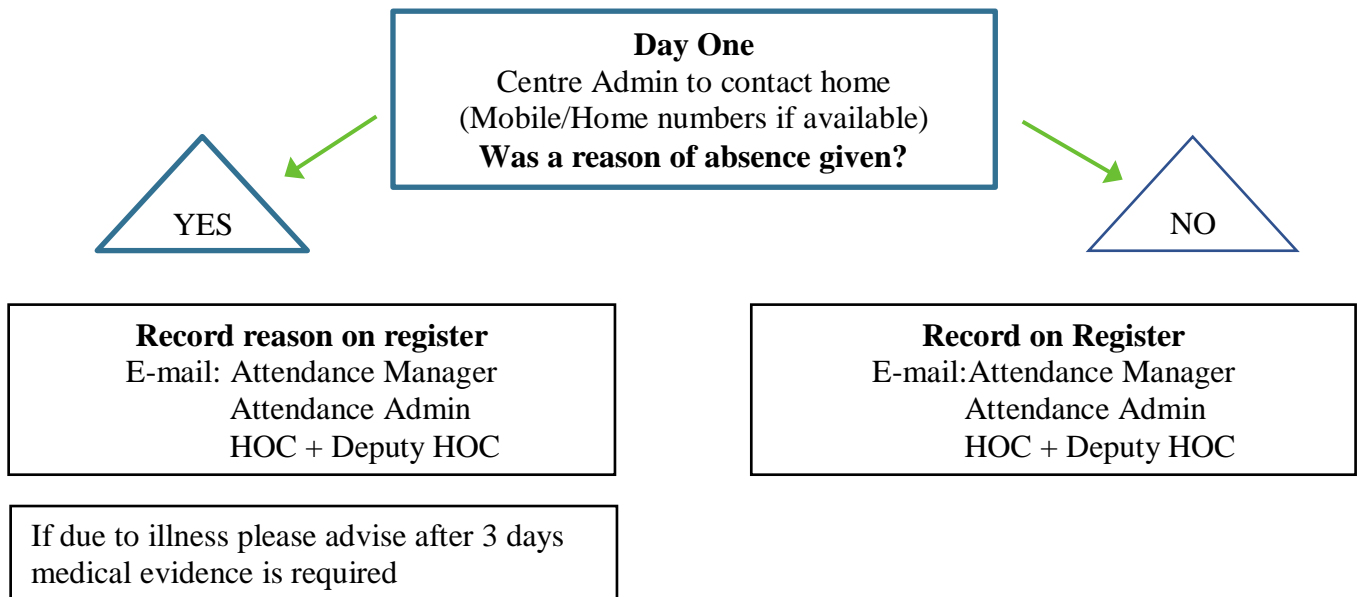 Day One
Centre Admin to contact home
(Mobile/Home numbers if available)
Was a reason of absence given?
YES
NO
Record reason on register
E-mail: Attendance Manager
Attendance Admin
HOC + Deputy HOC
Record on Register
E-mail:Attendance Manager
Attendance Admin
HOC + Deputy HOC
If due to illness please advise after 3 days
medical evidence is required